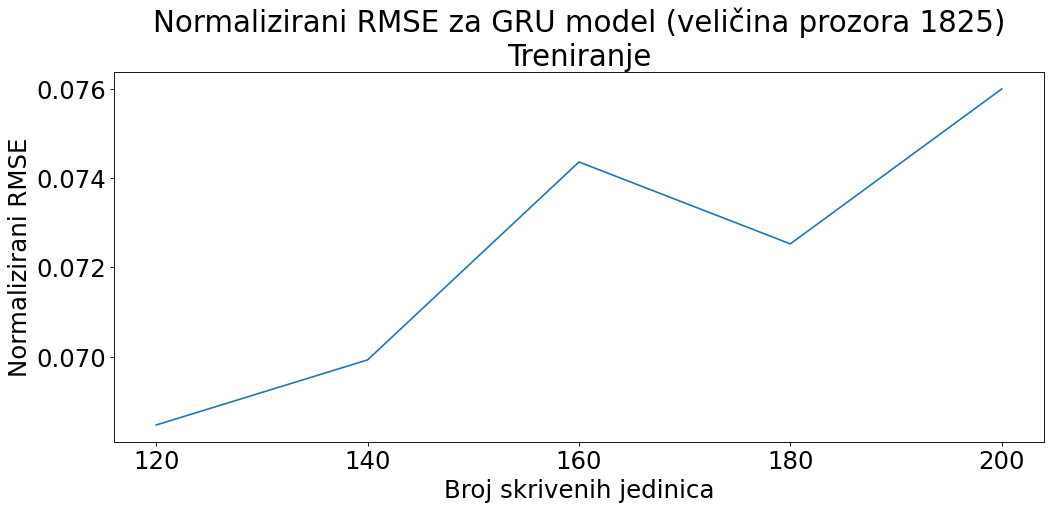 Normalizirani RMSE za GRU model (veličina prozora 1825)
Treniranje
Normalizirani RMSE
0.076
0.074
0.072
0.070
120 140 160 180 200
Broj skrivenih jedinica